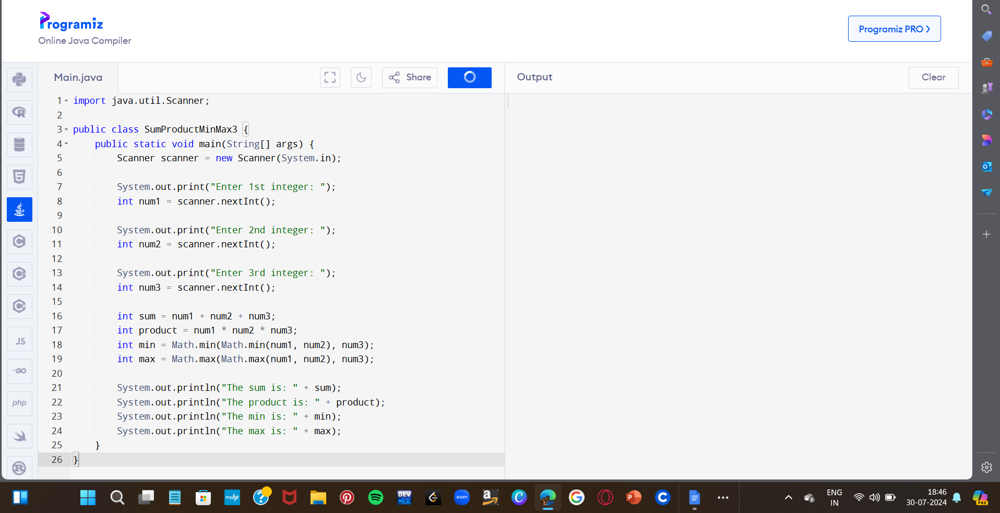 Programiz
Online Java Compiler
Programiz PRO
Main.java
Share
Output
Clear
1 import java.util.Scanner;
2
3 public class SumProductMinMax3 {
4 public static void main(String[] args) {
5 Scanner scanner = new Scanner(System.in);
6
7 System.out.print("Enter 1st integer: ");
8 int num1 = scanner.nextInt();
9
10 System.out.print("Enter 2nd integer: ");
11 int num2 = scanner.nextInt();
12
13 System.out.print("Enter 3rd integer: ");
14 int num3 = scanner.nextInt();
15
16 int sum = num1 + num2 + num3;
17 int product = num1 * num2 * num3;
18 int min = Math.min(Math.min(num1, num2), num3);
19 int max = Math.max(Math.max(num1, num2), num3);
20
21 System.out.println("The sum is: " + sum);
22 System.out.println("The product is: " + product);
23 System.out.println("The min is: " + min);
24 System.out.println("The max is: " + max);
25 }
26 }
JS
GO
php
myhp
DEV
C++
zoom
ENG
IN
18:46
30-07-2024
PRE